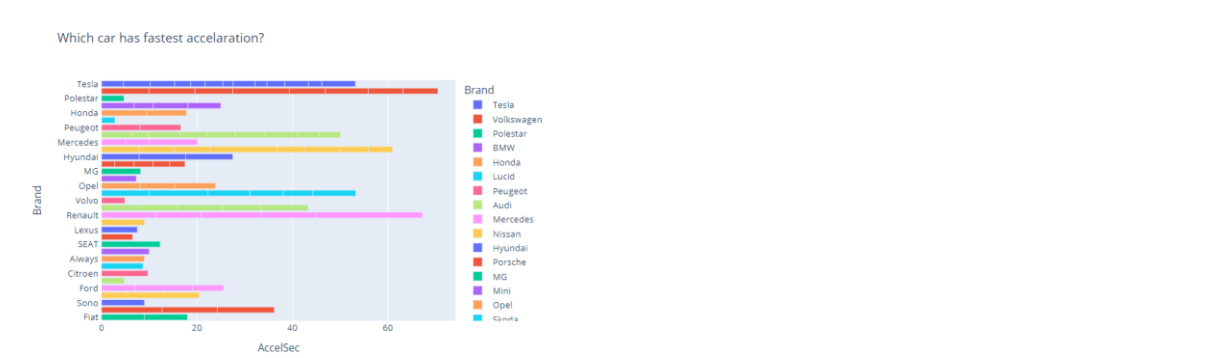 Which car has fastest accelaration?
Brand
Tesla
Polestar
Honda
Peugeot
Mercedes
Hyundai
MG
Opel
Volvo
Renault
Lexus
SEAT
Aiways
Citroen
Ford
Sono
Fiat
0 20 40 60
AccelSec
Brand
Tesla
Volkswagen
Polestar
BMW
Honda
Lucid
Peugeot
Audi
Mercedes
Nissan
Hyundai
Porsche
MG
Mini
Opel
Skoda